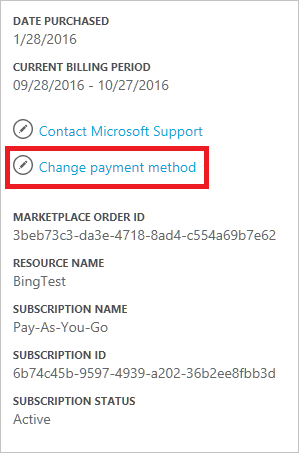 DATE PURCHASED
1/28/2016
CURRENT BILLING PERIOD
09/28/2016 - 10/27/2016
Contact Microsoft Support
Change payment method
MARKETPLACE ORDER ID
3beb73c3-da3e-4718-8ad4-c554a69b7e62
RESOURCE NAME
BingTest
SUBSCRIPTION NAME
Pay-As-You-Go
SUBSCRIPTION ID
6b74c45b-9597-4939-a202-36b2ee8fbb3d
SUBSCRIPTION STATUS
Active